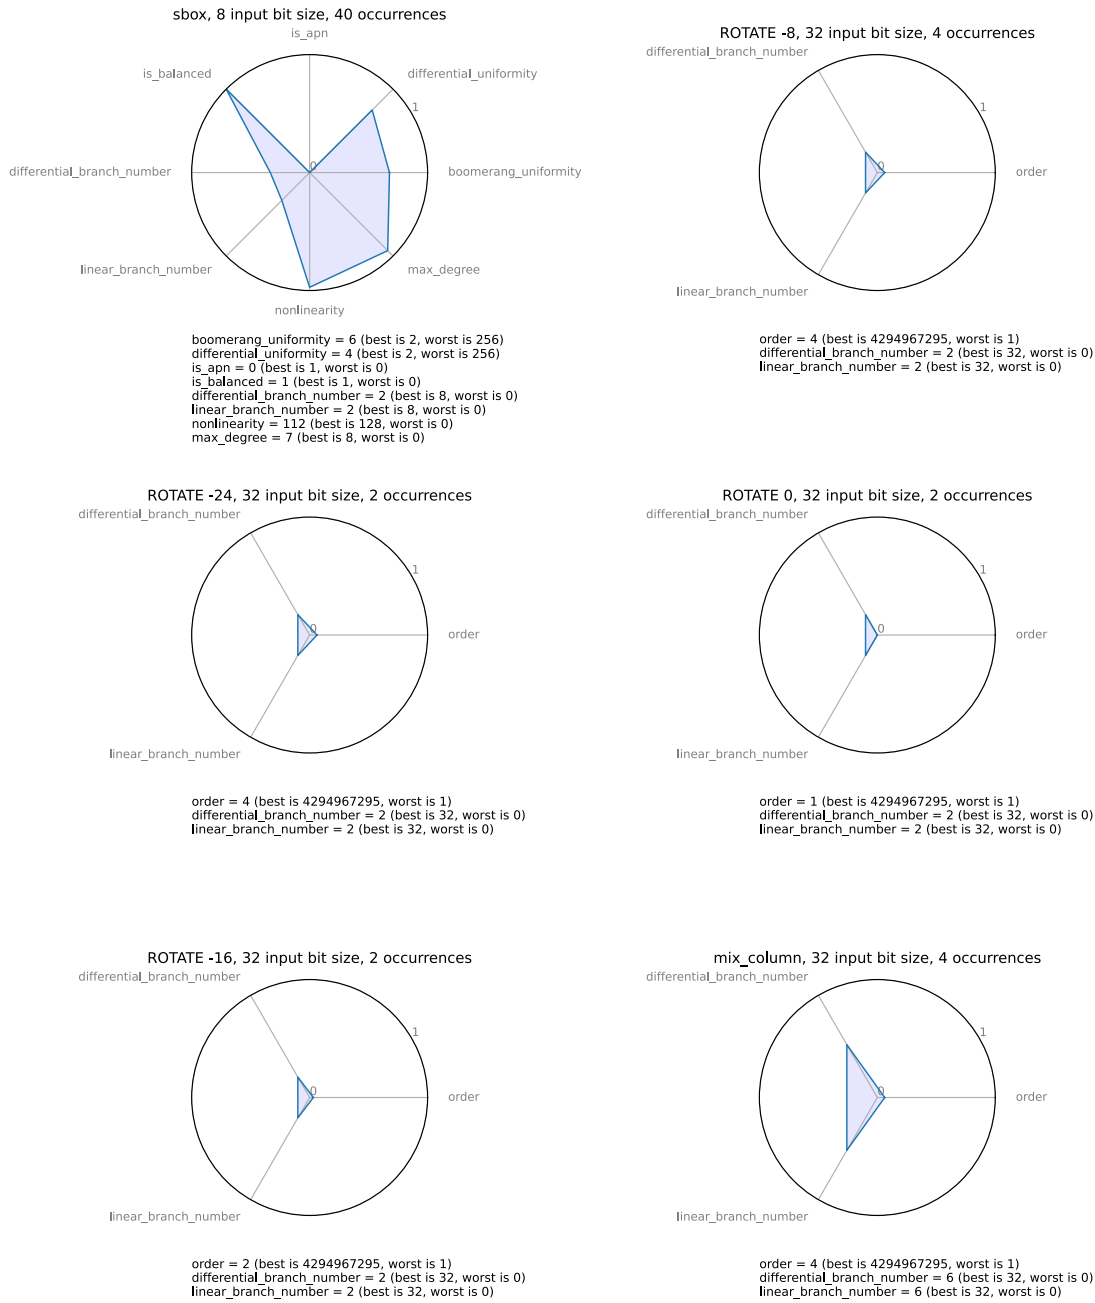 sbox, 8 input bit size, 40 occurrences
is_apn
is_balanced
differential_uniformity
1
0
differential_branch_number
boomerang_uniformity
linear_branch_number
max_degree
nonlinearity
boomerang_uniformity = 6 (best is 2, worst is 256)
differential_uniformity = 4 (best is 2, worst is 256)
is_apn = 0 (best is 1, worst is 0)
is_balanced = 1 (best is 1, worst is 0)
differential_branch_number = 2 (best is 8, worst is 0)
linear_branch_number = 2 (best is 8, worst is 0)
nonlinearity = 112 (best is 128, worst is 0)
max_degree = 7 (best is 8, worst is 0)
ROTATE -8, 32 input bit size, 4 occurrences
differential_branch_number
1
0
order
linear_branch_number
order = 4 (best is 4294967295, worst is 1)
differential_branch_number = 2 (best is 32, worst is 0)
linear_branch_number = 2 (best is 32, worst is 0)
ROTATE -24, 32 input bit size, 2 occurrences
differential_branch_number
1
0
order
linear_branch_number
order = 4 (best is 4294967295, worst is 1)
differential_branch_number = 2 (best is 32, worst is 0)
linear_branch_number = 2 (best is 32, worst is 0)
ROTATE 0, 32 input bit size, 2 occurrences
differential_branch_number
1
0
order
linear_branch_number
order = 1 (best is 4294967295, worst is 1)
differential_branch_number = 2 (best is 32, worst is 0)
linear_branch_number = 2 (best is 32, worst is 0)
ROTATE -16, 32 input bit size, 2 occurrences
differential_branch_number
1
0
order
linear_branch_number
order = 2 (best is 4294967295, worst is 1)
differential_branch_number = 2 (best is 32, worst is 0)
linear_branch_number = 2 (best is 32, worst is 0)
mix_column, 32 input bit size, 4 occurrences
differential_branch_number
1
0
order
linear_branch_number
order = 4 (best is 4294967295, worst is 1)
differential_branch_number = 6 (best is 32, worst is 0)
linear_branch_number = 6 (best is 32, worst is 0)